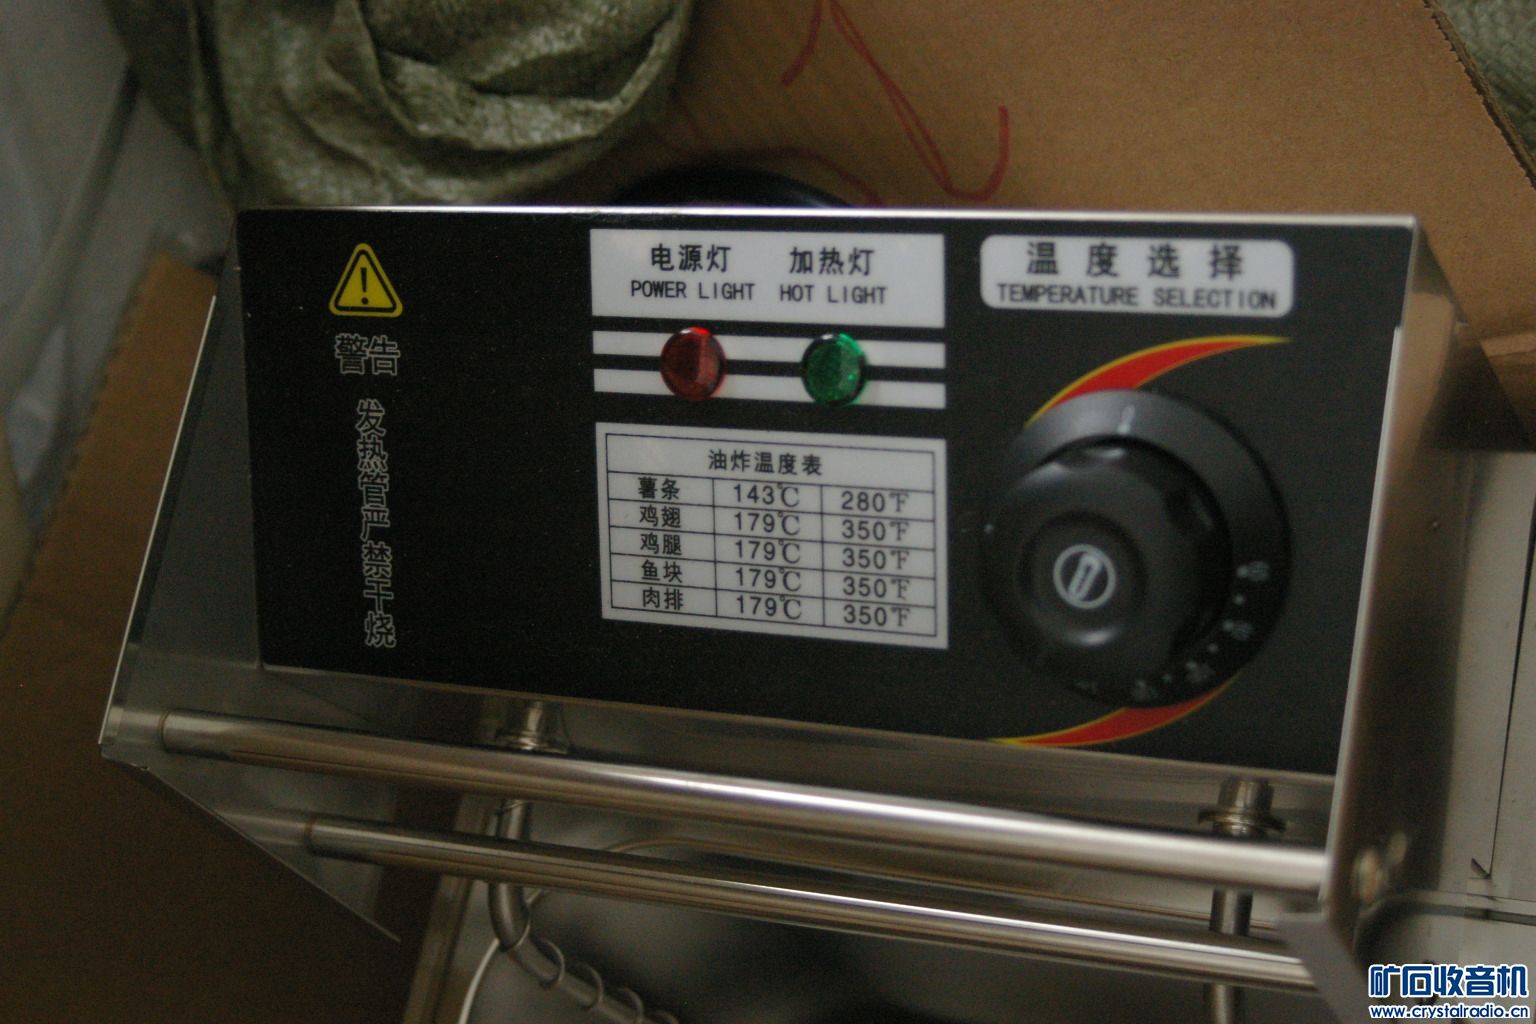 电源灯 加热灯
POWER LIGHT HOT LIGHT
温度选择
TEMPERATURE SELECTION
警告
发热管严禁干烧
油炸温度表
薯条 143℃ 280℉
鸡翅 179℃ 350℉
鸡腿 179℃ 350℉
鱼块 179℃ 350℉
肉排 179℃ 350℉
矿石收音机
www.crystalradio.cn